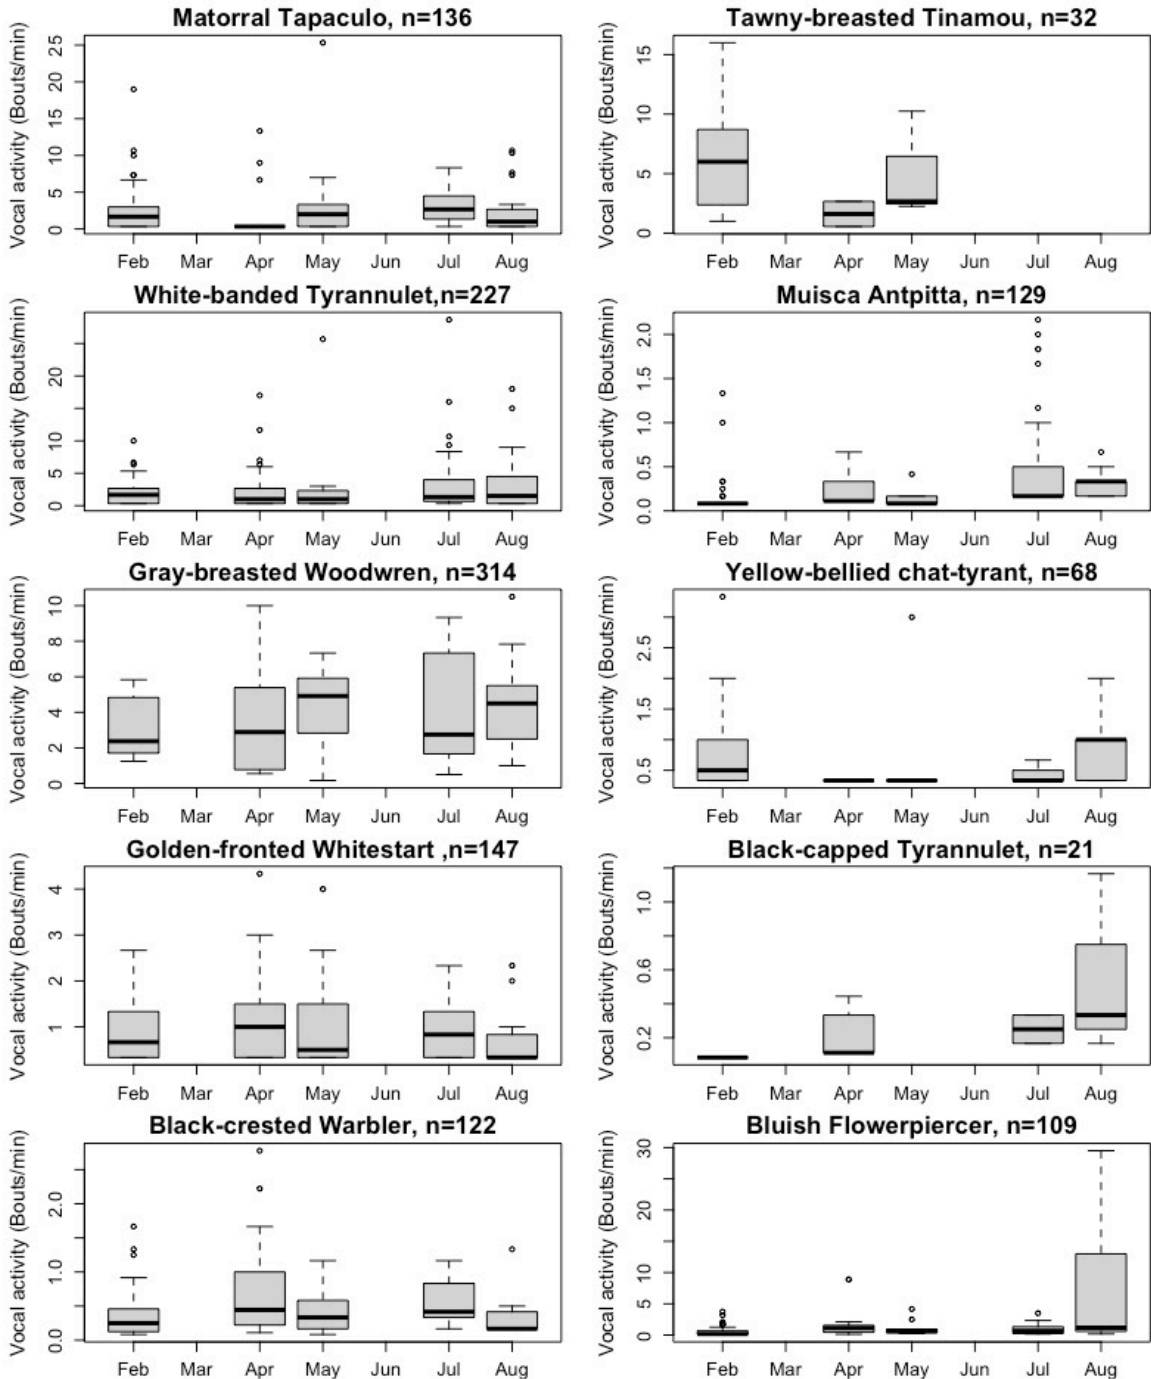 Matorral Tapaculo, n=136
Vocal activity (Bouts/min)
25
20
15
10
5
0
Feb Mar Apr May Jun Jul Aug
Tawny-breasted Tinamou, n=32
Vocal activity (Bouts/min)
15
10
5
0
Feb Mar Apr May Jun Jul Aug
White-banded Tyrannulet,n=227
Vocal activity (Bouts/min)
20
10
5
0
Feb Mar Apr May Jun Jul Aug
Muisca Antpitta, n=129
Vocal activity (Bouts/min)
2.0
1.5
1.0
0.5
0.0
Feb Mar Apr May Jun Jul Aug
Gray-breasted Woodwren, n=314
Vocal activity (Bouts/min)
10
8
6
4
2
0
Feb Mar Apr May Jun Jul Aug
Yellow-bellied chat-tyrant, n=68
Vocal activity (Bouts/min)
2.5
1.5
0.5
Feb Mar Apr May Jun Jul Aug
Golden-fronted Whitestart ,n=147
Vocal activity (Bouts/min)
4
3
2
1
Feb Mar Apr May Jun Jul Aug
Black-capped Tyrannulet, n=21
Vocal activity (Bouts/min)
1.0
0.6
0.2
Feb Mar Apr May Jun Jul Aug
Black-crested Warbler, n=122
Vocal activity (Bouts/min)
2.0
1.0
0.0
Feb Mar Apr May Jun Jul Aug
Bluish Flowerpiercer, n=109
Vocal activity (Bouts/min)
30
20
10
5
0
Feb Mar Apr May Jun Jul Aug